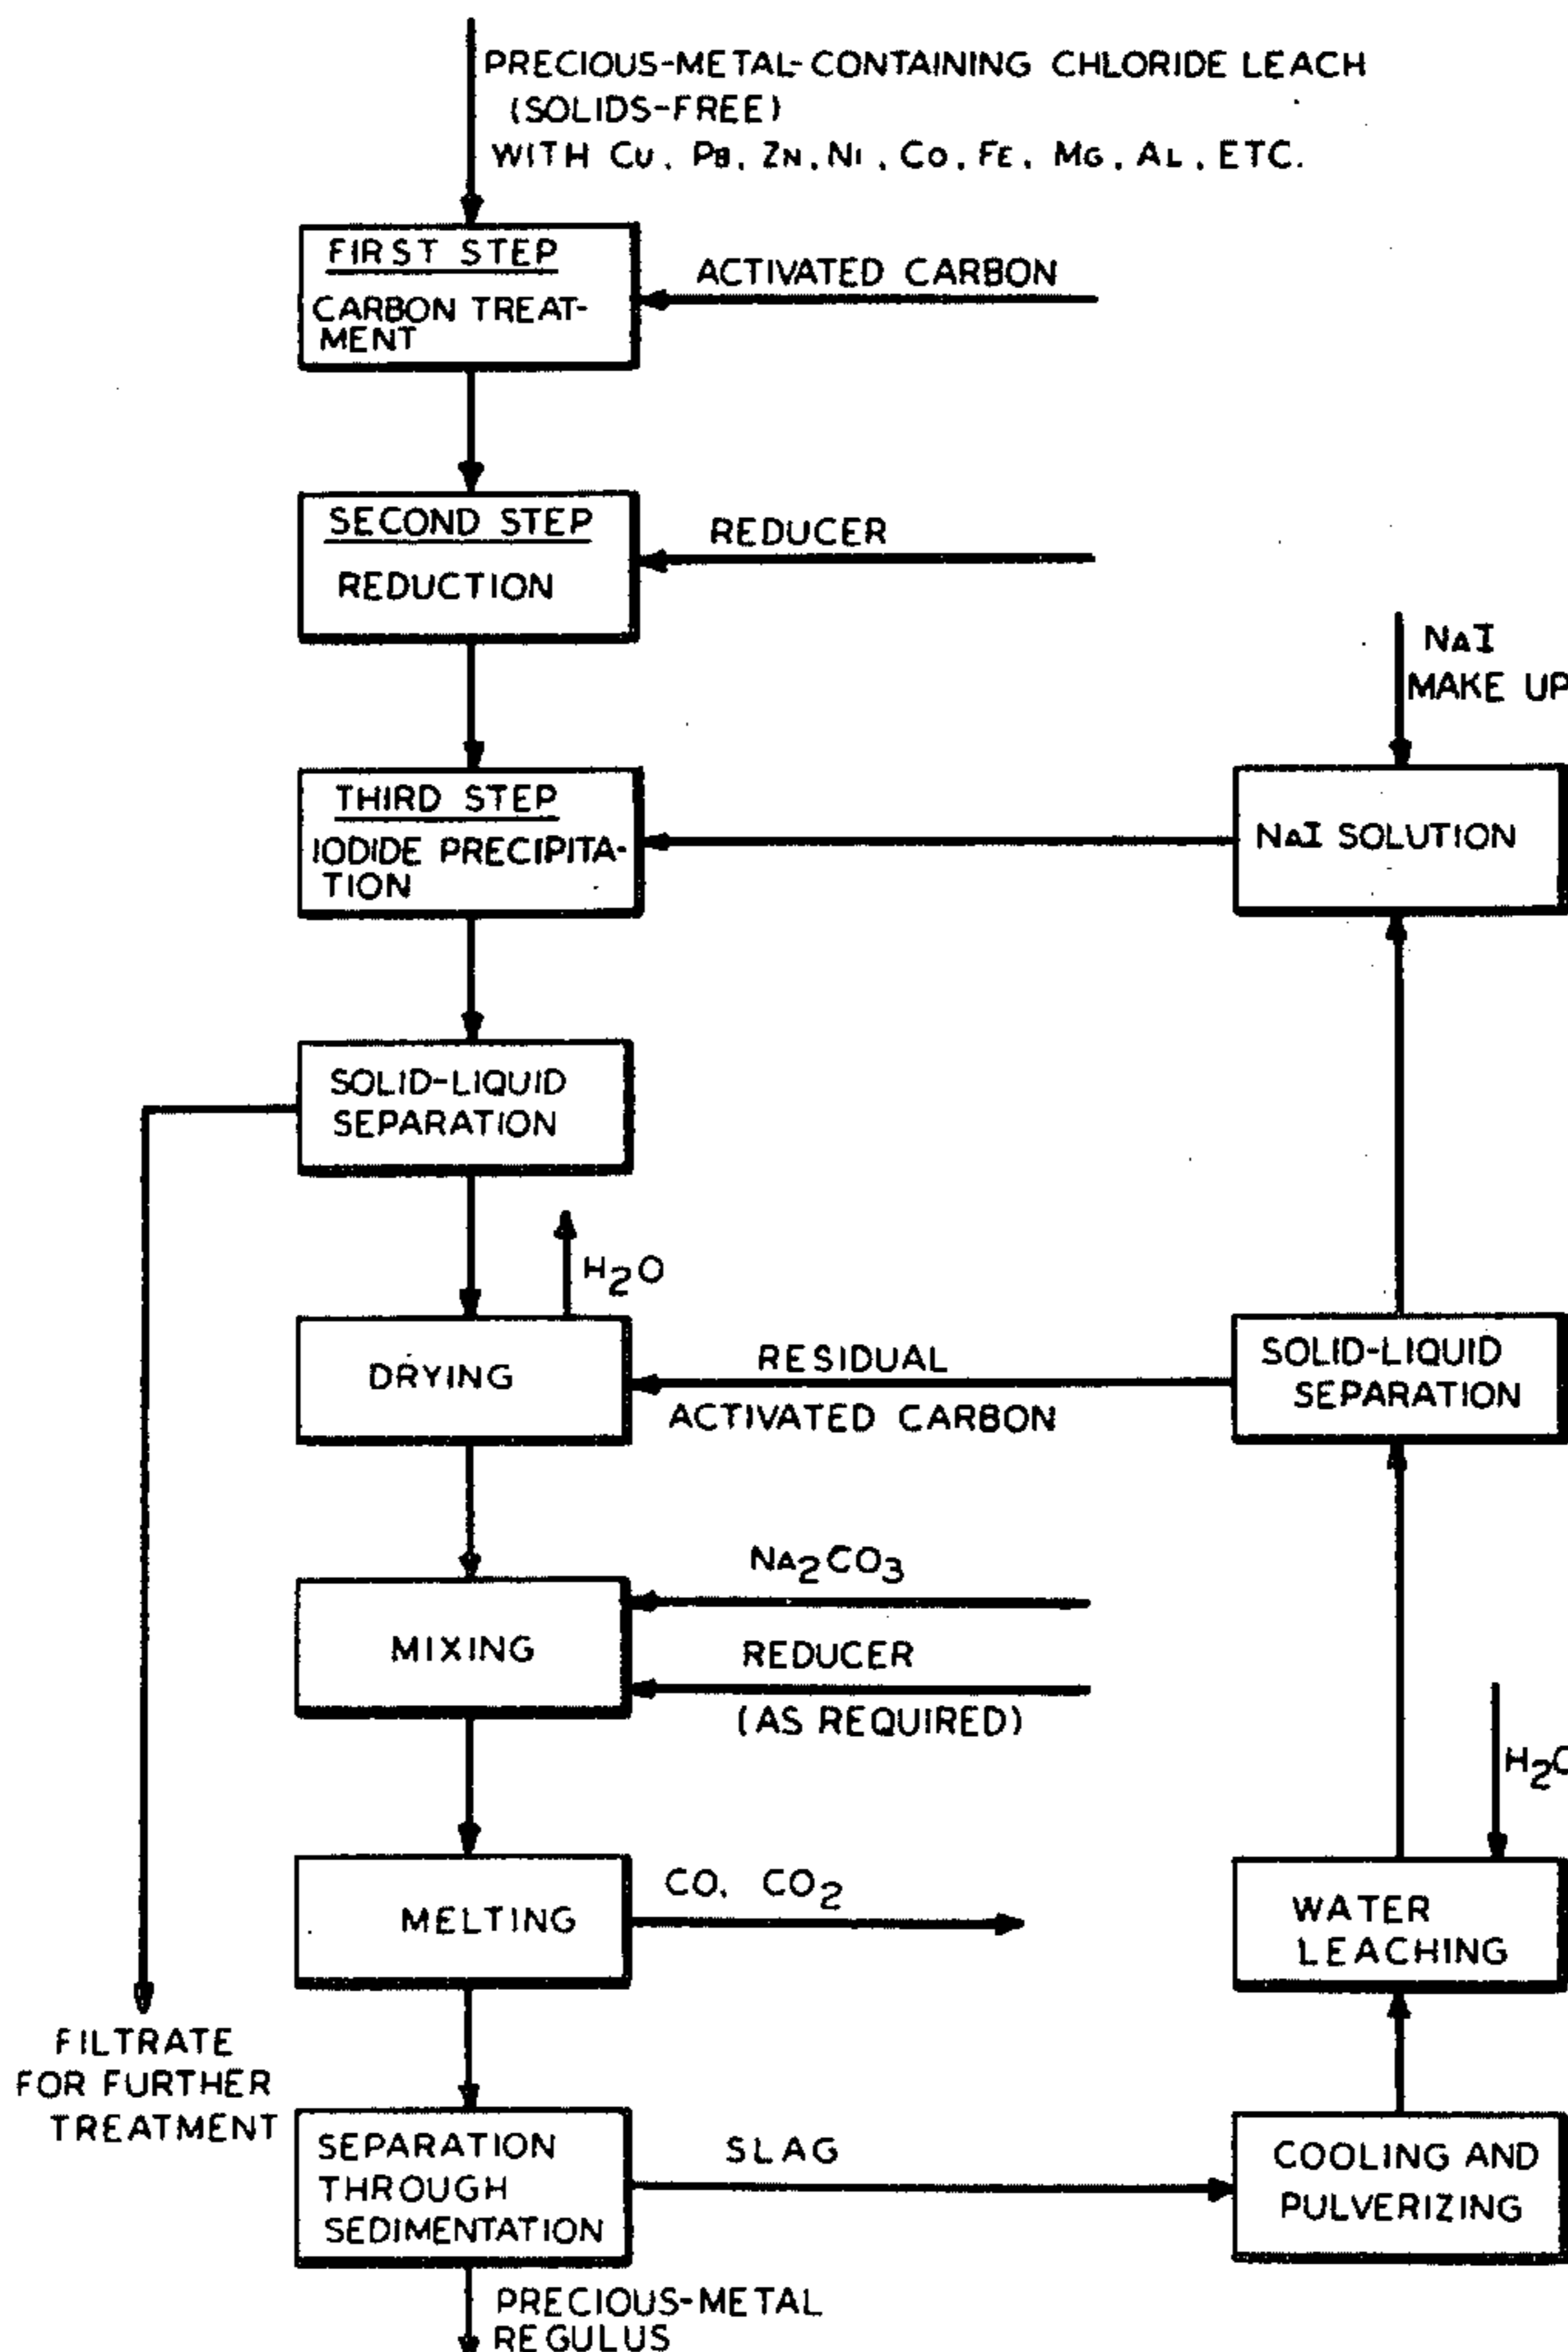 PRECIOUS-METAL-CONTAINING CHLORIDE LEACH
(SOLIDS-FREE)
WITH CU, PB, ZN, NI, CO, FE, MG, AL, ETC.
FIRST STEP
CARBON TREAT-
MENT
ACTIVATED CARBON
SECOND STEP
REDUCTION
REDUCER
NAI
MAKE UP
THIRD STEP
IODIDE PRECIPITA-
TION
NAI SOLUTION
SOLID-LIQUID
SEPARATION
H2O
DRYING
RESIDUAL
ACTIVATED CARBON
SOLID-LIQUID
SEPARATION
MIXING
NA2CO3
REDUCER
(AS REQUIRED)
H2O
MELTING
CO, CO2
WATER
LEACHING
FILTRATE
FOR FURTHER
TREATMENT
SEPARATION
THROUGH
SEDIMENTATION
SLAG
COOLING AND
PULVERIZING
PRECIOUS-METAL
REGULUS